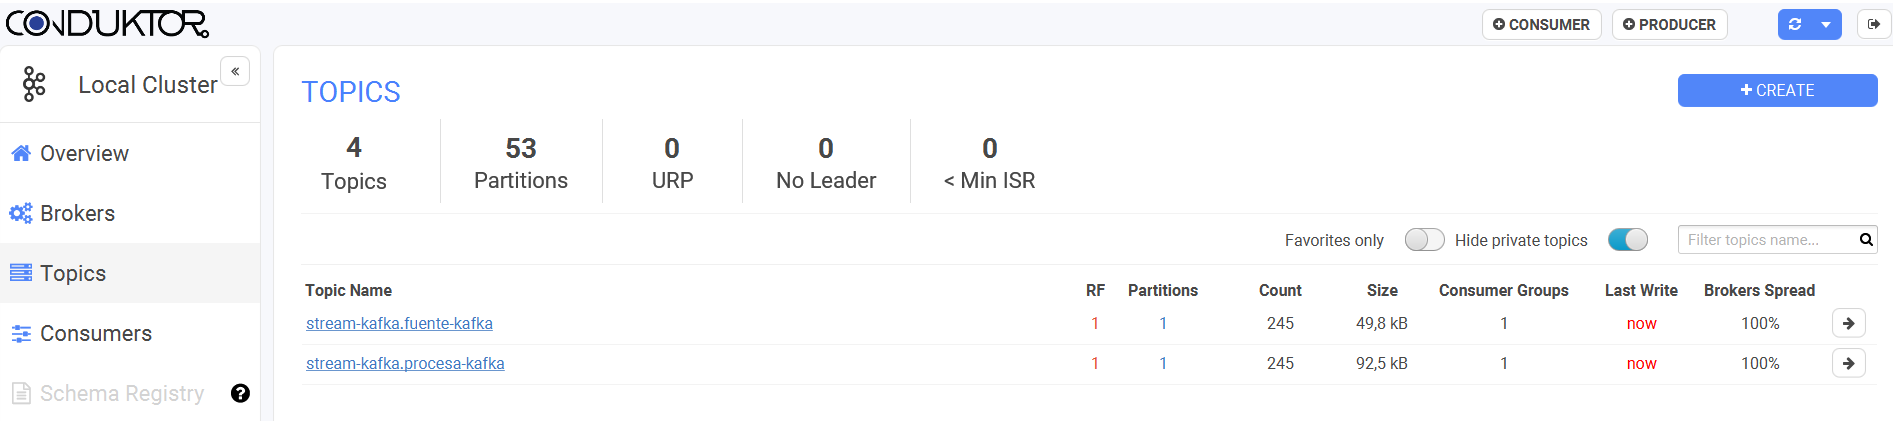 CONDUKTOR
CONSUMER PRODUCER
Local Cluster
Overview
Brokers
Topics
Consumers
Schema Registry
TOPICS
CREATE
4 53 0 0 0
Topics Partitions URP No Leader < Min ISR
Favorites only Hide private topics Filter topics name...
Topic Name RF Partitions Count Size Consumer Groups Last Write Brokers Spread
stream-kafka.fuente-kafka 1 1 245 49,8 kB 1 now 100%
stream-kafka.procesa-kafka 1 1 245 92,5 kB 1 now 100%